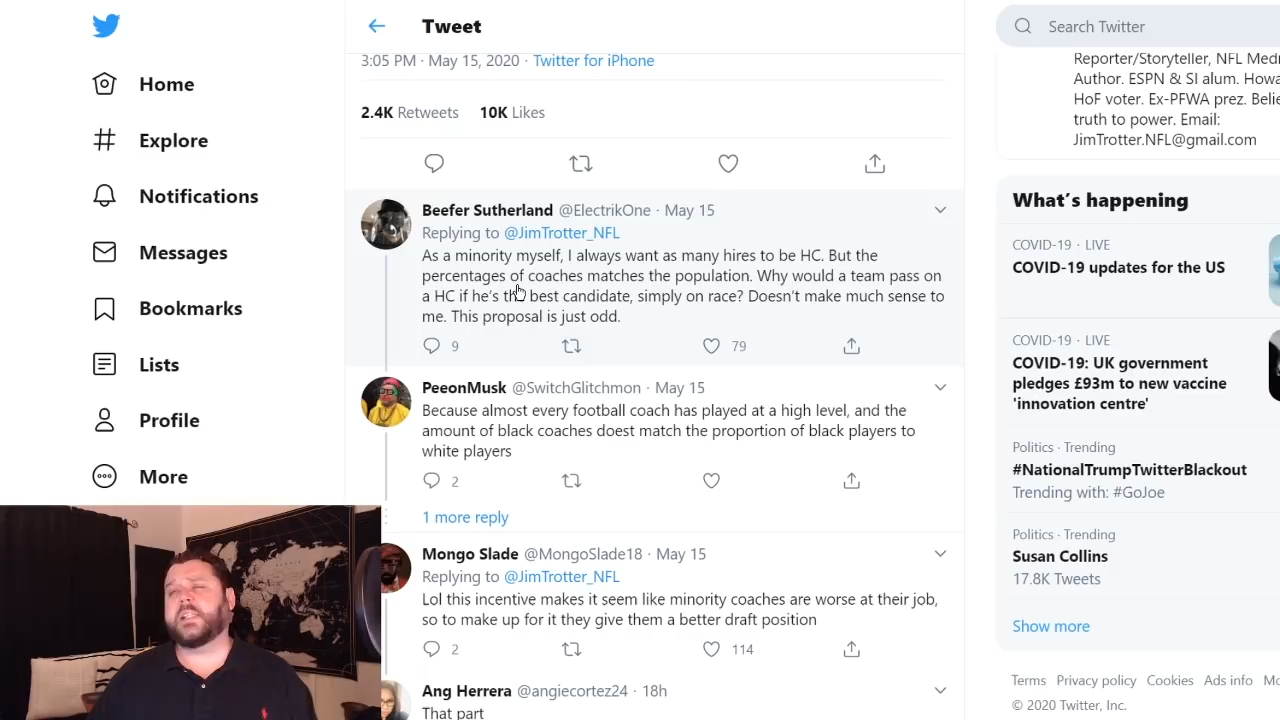 Tweet
Search Twitter
Home
Explore
Notifications
Messages
Bookmarks
Lists
Profile
More
3:05 PM · May 15, 2020 · Twitter for iPhone
2.4K Retweets 10K Likes
Beefer Sutherland @ElectrikOne · May 15
Replying to @JimTrotter_NFL
As a minority myself, I always want as many hires to be HC. But the
percentages of coaches matches the population. Why would a team pass on
a HC if he's the best candidate, simply on race? Doesn't make much sense to
me. This proposal is just odd.
9 79
PeeonMusk @SwitchGlitchmon · May 15
Because almost every football coach has played at a high level, and the
amount of black coaches doest match the proportion of black players to
white players
2
1 more reply
Mongo Slade @MongoSlade18 · May 15
Replying to @JimTrotter_NFL
Lol this incentive makes it seem like minority coaches are worse at their job,
so to make up for it they give them a better draft position
2 114
Ang Herrera @angiecortez24 · 18h
That part
Reporter/Storyteller, NFL
Author. ESPN & SI alum.
HoF voter. Ex-PFWA prez.
truth to power. Email:
JimTrotter.NFL@gmail.com
What's happening
COVID-19 · LIVE
COVID-19 updates for the US
COVID-19 · LIVE
COVID-19: UK government
pledges £93m to new vaccine
'innovation centre'
Politics · Trending
#NationalTrumpTwitterBlackout
Trending with: #GoJoe
Politics · Trending
Susan Collins
17.8K Tweets
Show more
Terms Privacy policy Cookies Ads info
© 2020 Twitter, Inc.